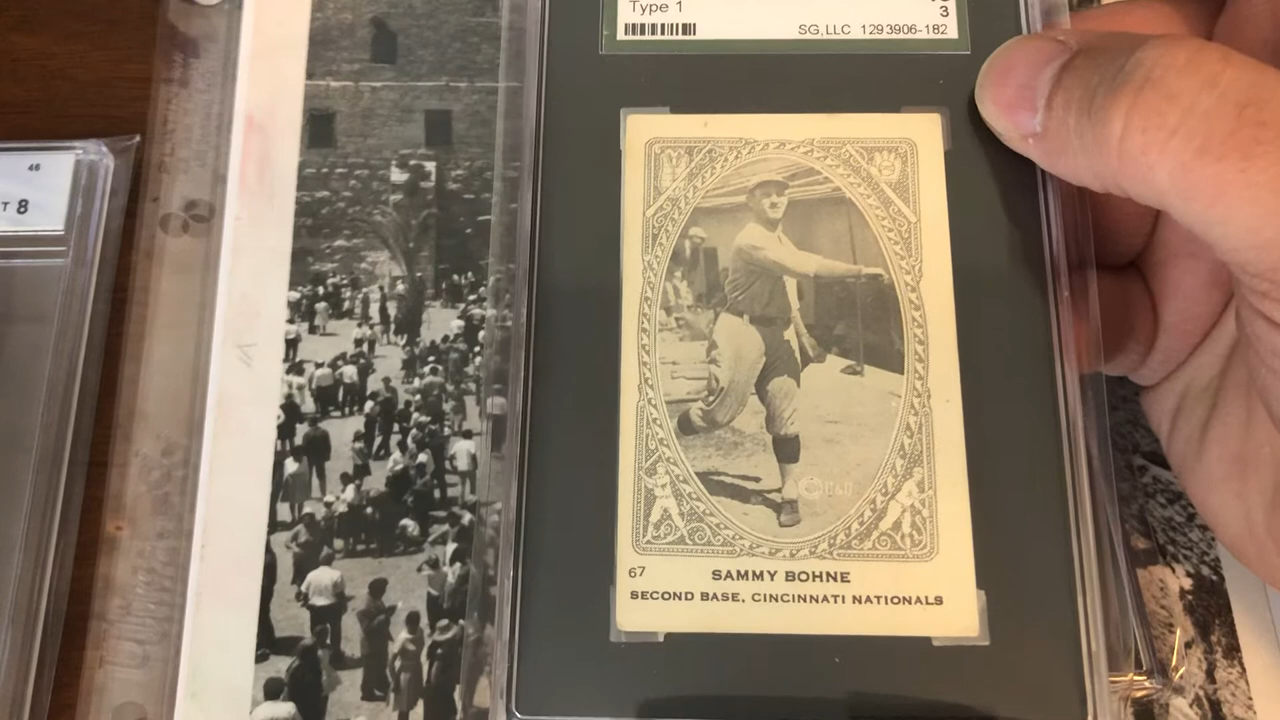 Type 1
3
SG, LLC 1293906-182
46
T 8
©U&U
67
SAMMY BOHNE
SECOND BASE, CINCINNATI NATIONALS